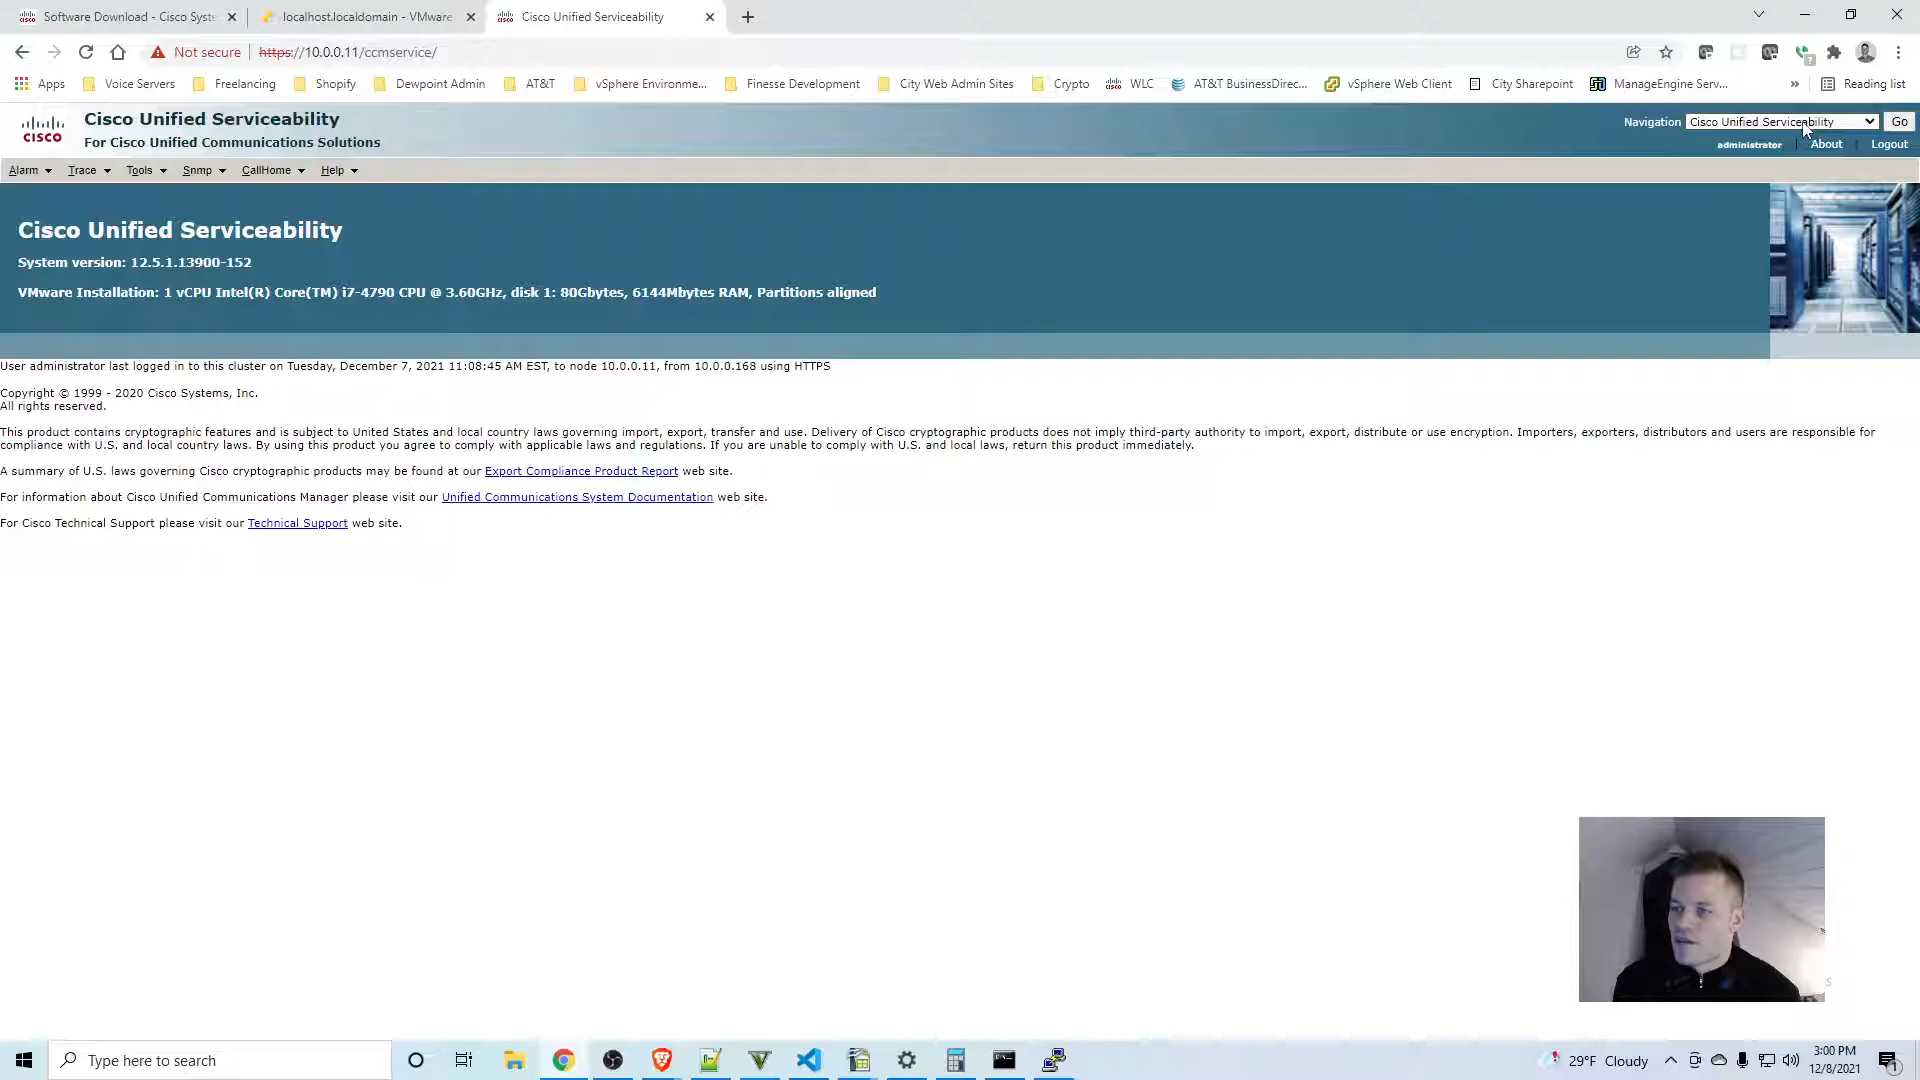 Software Download - Cisco Syst
localhost.localdomain - VMware
Cisco Unified Serviceability
Not secure
https://10.0.0.11/ccmservice/
Apps
Voice Servers
Freelancing
Shopify
Dewpoint Admin
AT&T
vSphere Environme...
Finesse Development
City Web Admin Sites
Crypto
WLC
AT&T BusinessDirec...
vSphere Web Client
City Sharepoint
ManageEngine Serv...
»
Reading list
CISCO
Cisco Unified Serviceability
For Cisco Unified Communications Solutions
Navigation
Cisco Unified Serviceability
Go
administrator
About
Logout
Alarm
Trace
Tools
Snmp
CallHome
Help
Cisco Unified Serviceability
System version: 12.5.1.13900-152
VMware Installation: 1 vCPU Intel(R) Core(TM) i7-4790 CPU @ 3.60GHz, disk 1: 80Gbytes, 6144Mbytes RAM, Partitions aligned
User administrator last logged in to this cluster on Tuesday, December 7, 2021 11:08:45 AM EST, to node 10.0.0.11, from 10.0.0.168 using HTTPS
Copyright © 1999 - 2020 Cisco Systems, Inc.
All rights reserved.
This product contains cryptographic features and is subject to United States and local country laws governing import, export, transfer and use. Delivery of Cisco cryptographic products does not imply third-party authority to import, export, distribute or use encryption. Importers, exporters, distributors and users are responsible for
compliance with U.S. and local country laws. By using this product you agree to comply with applicable laws and regulations. If you are unable to comply with U.S. and local laws, return this product immediately.
A summary of U.S. laws governing Cisco cryptographic products may be found at our Export Compliance Product Report web site.
For information about Cisco Unified Communications Manager please visit our Unified Communications System Documentation web site.
For Cisco Technical Support please visit our Technical Support web site.
Type here to search
29°F Cloudy
3:00 PM
12/8/2021
1